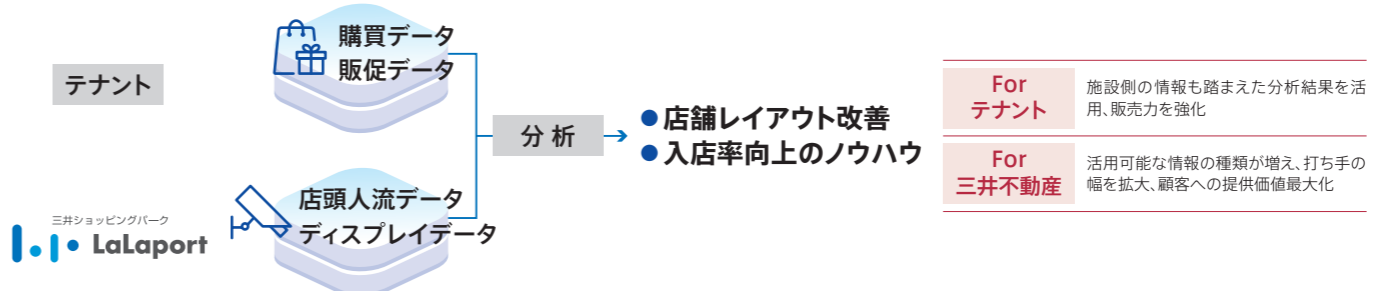 テナント
購買データ
販促データ
三井ショッピングパーク
LaLaport
店頭人流データ
ディスプレイデータ
分析
●店舗レイアウト改善
●入店率向上のノウハウ
For
テナント
施設側の情報も踏まえた分析結果を活
用、販売力を強化
For
三井不動産
活用可能な情報の種類が増え、打ち手の
幅を拡大、顧客への提供価値最大化